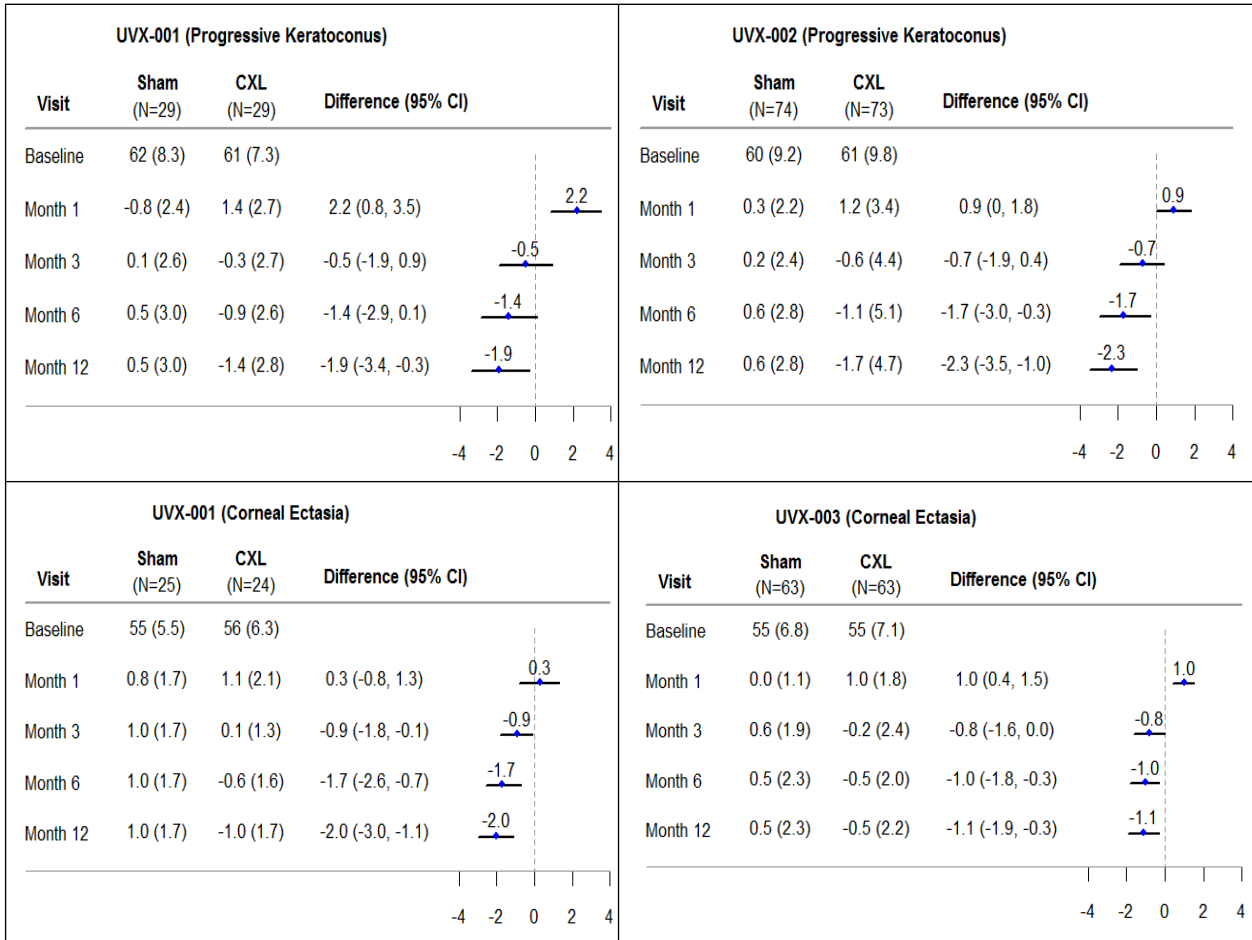 UVX-001 (Progressive Keratoconus)
Visit Sham (N=29) CXL (N=29) Difference (95% CI)
Baseline 62 (8.3) 61 (7.3)
Month 1 -0.8 (2.4) 1.4 (2.7) 2.2 (0.8, 3.5) 2.2
Month 3 0.1 (2.6) -0.3 (2.7) -0.5 (-1.9, 0.9) -0.5
Month 6 0.5 (3.0) -0.9 (2.6) -1.4 (-2.9, 0.1) -1.4
Month 12 0.5 (3.0) -1.4 (2.8) -1.9 (-3.4, -0.3) -1.9
-4 -2 0 2 4
UVX-002 (Progressive Keratoconus)
Visit Sham (N=74) CXL (N=73) Difference (95% CI)
Baseline 60 (9.2) 61 (9.8)
Month 1 0.3 (2.2) 1.2 (3.4) 0.9 (0, 1.8) 0.9
Month 3 0.2 (2.4) -0.6 (4.4) -0.7 (-1.9, 0.4) -0.7
Month 6 0.6 (2.8) -1.1 (5.1) -1.7 (-3.0, -0.3) -1.7
Month 12 0.6 (2.8) -1.7 (4.7) -2.3 (-3.5, -1.0) -2.3
-4 -2 0 2 4
UVX-001 (Corneal Ectasia)
Visit Sham (N=25) CXL (N=24) Difference (95% CI)
Baseline 55 (5.5) 56 (6.3)
Month 1 0.8 (1.7) 1.1 (2.1) 0.3 (-0.8, 1.3) 0.3
Month 3 1.0 (1.7) 0.1 (1.3) -0.9 (-1.8, -0.1) -0.9
Month 6 1.0 (1.7) -0.6 (1.6) -1.7 (-2.6, -0.7) -1.7
Month 12 1.0 (1.7) -1.0 (1.7) -2.0 (-3.0, -1.1) -2.0
-4 -2 0 2 4
UVX-003 (Corneal Ectasia)
Visit Sham (N=63) CXL (N=63) Difference (95% CI)
Baseline 55 (6.8) 55 (7.1)
Month 1 0.0 (1.1) 1.0 (1.8) 1.0 (0.4, 1.5) 1.0
Month 3 0.6 (1.9) -0.2 (2.4) -0.8 (-1.6, 0.0) -0.8
Month 6 0.5 (2.3) -0.5 (2.0) -1.0 (-1.8, -0.3) -1.0
Month 12 0.5 (2.3) -0.5 (2.2) -1.1 (-1.9, -0.3) -1.1
-4 -2 0 2 4